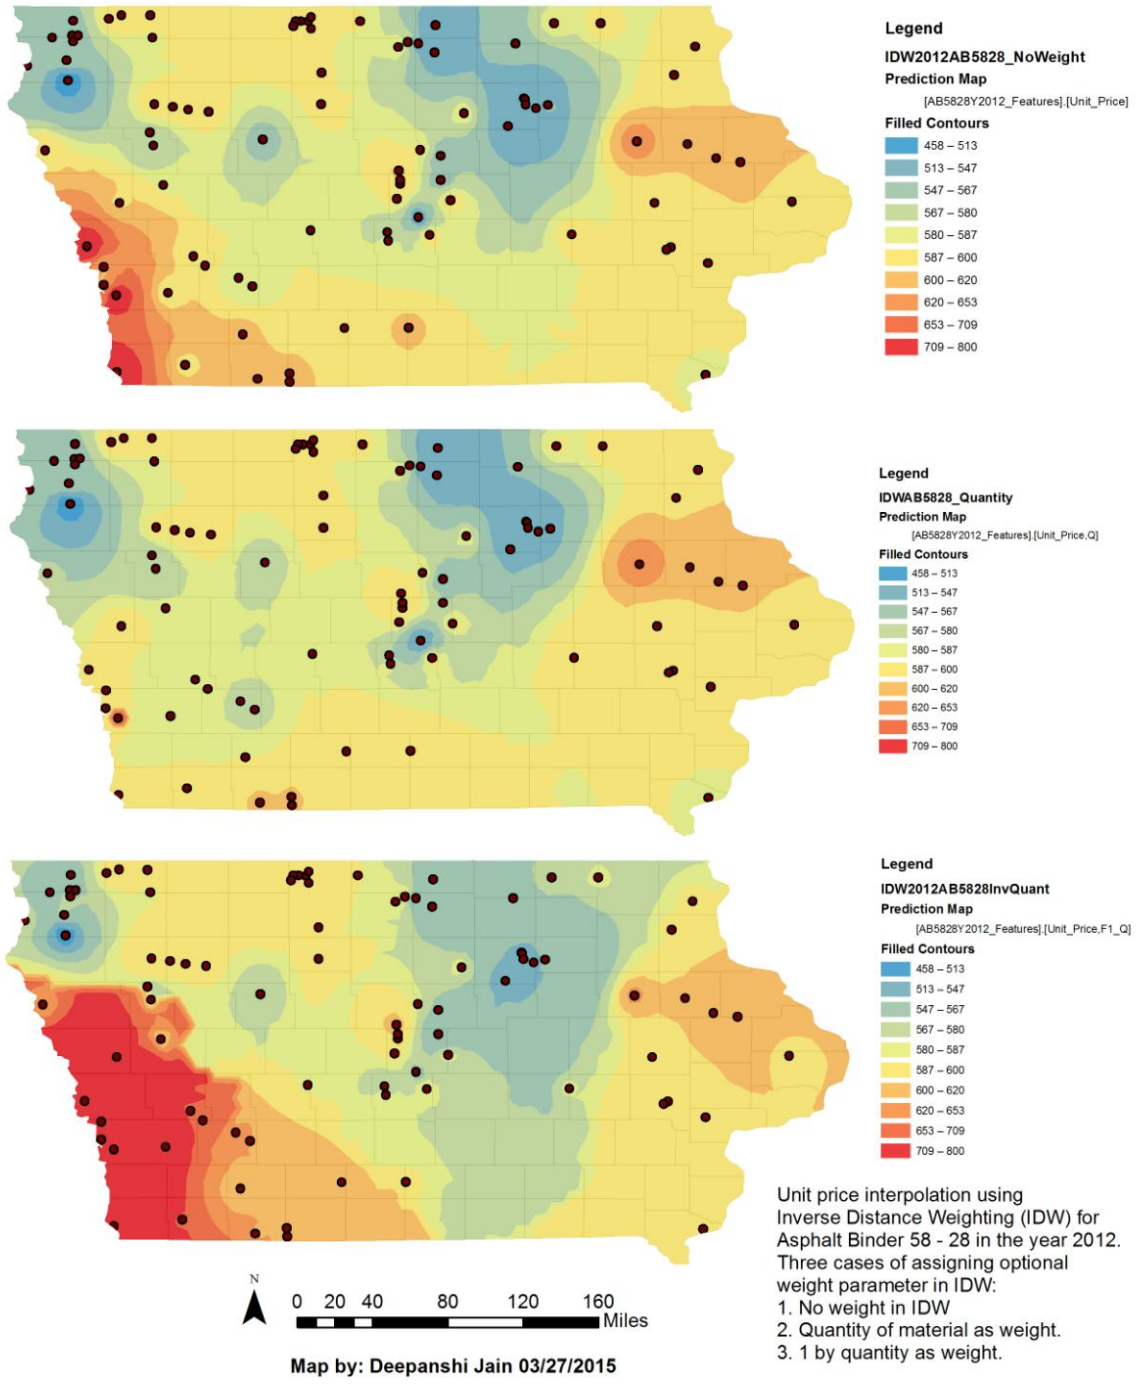 Legend
IDW2012AB5828_NoWeight
Prediction Map
[AB5828Y2012_Features].[Unit_Price]
Filled Contours
458 – 513
513 – 547
547 – 567
567 – 580
580 – 587
587 – 600
600 – 620
620 – 653
653 – 709
709 – 800
Legend
IDWAB5828_Quantity
Prediction Map
[AB5828Y2012_Features].[Unit_Price,Q]
Filled Contours
458 – 513
513 – 547
547 – 567
567 – 580
580 – 587
587 – 600
600 – 620
620 – 653
653 – 709
709 – 800
Legend
IDW2012AB5828InvQuant
Prediction Map
[AB5828Y2012_Features].[Unit_Price,F1_Q]
Filled Contours
458 – 513
513 – 547
547 – 567
567 – 580
580 – 587
587 – 600
600 – 620
620 – 653
653 – 709
709 – 800
Unit price interpolation using
Inverse Distance Weighting (IDW) for
Asphalt Binder 58 - 28 in the year 2012.
Three cases of assigning optional
weight parameter in IDW:
1. No weight in IDW
2. Quantity of material as weight.
3. 1 by quantity as weight.
N
0 20 40 80 120 160
Miles
Map by: Deepanshi Jain 03/27/2015